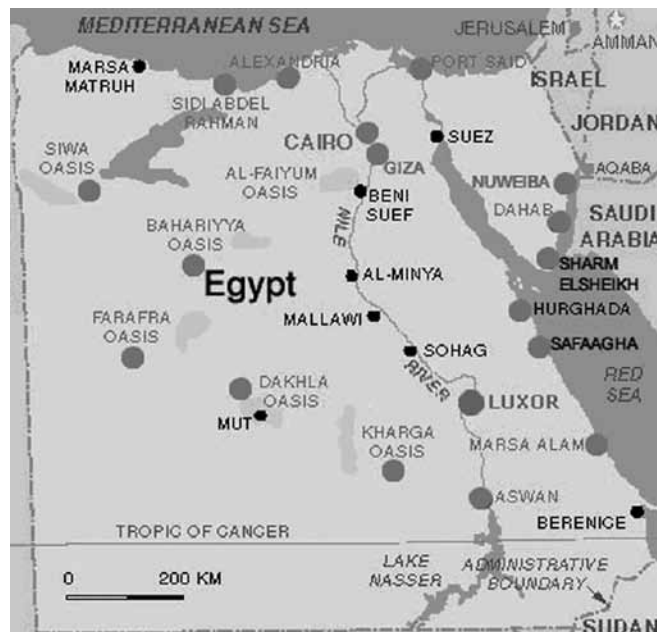 MEDITERRANEAN SEA
JERUSALEM
AMMAN
MARSA
MATRUH
ALEXANDRIA
PORT SAID
SIDI ABDEL
RAHMAN
ISRAEL
CAIRO
SUEZ
JORDAN
SIWA
OASIS
GIZA
AL-FAIYUM
OASIS
AQABA
NUWEIBA
BENI
SUEF
DAHAB
SAUDI
ARABIA
NILE
BAHARIYYA
OASIS
Egypt
AL-MINYA
SHARM
ELSHEIKH
HURGHADA
MALLAWI
FARAFRA
OASIS
SOHAG
SAFAAGHA
RIVER
RED
SEA
DAKHLA
OASIS
LUXOR
MUT
KHARGA
OASIS
MARSA ALAM
ASWAN
BERENICE
TROPIC OF CANCER
LAKE
NASSER
ADMINISTRATIVE
BOUNDARY
0 200 KM
SUDAN